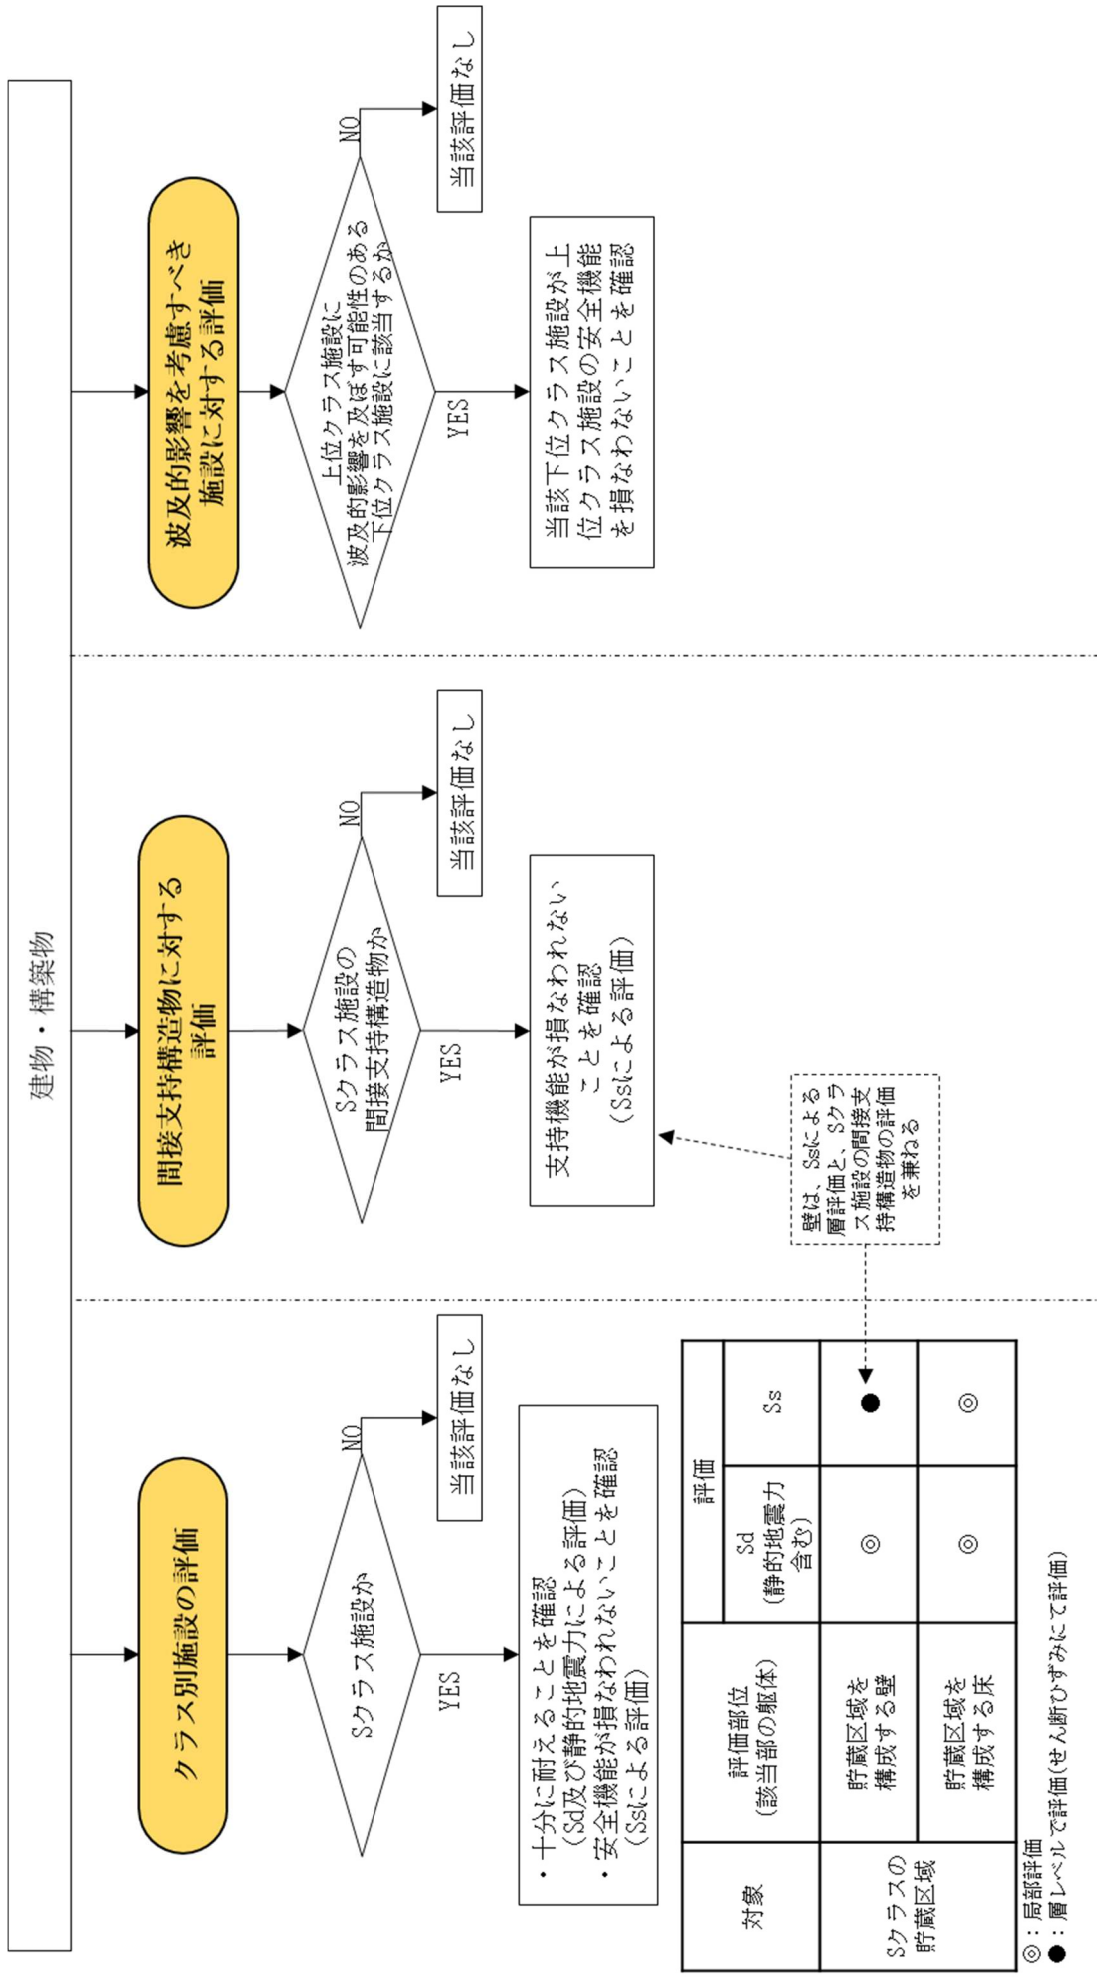 建物・構築物
クラス別施設の評価
Sクラス施設か
NO
当該評価なし
YES
・十分に耐えることを確認
(Sd及び静的地震力による評価)
・安全機能が損なわれないことを確認
(Ssによる評価)
間接支持構造物に対する
評価
Sクラス施設の
間接支持構造物か
NO
当該評価なし
YES
支持機能が損なわれない
ことを確認
(Ssによる評価)
波及的影響を考慮すべき
施設に対する評価
上位クラス施設に
波及的影響を及ぼす可能性のある
下位クラス施設に該当するか
NO
当該評価なし
YES
当該下位クラス施設が上
位クラス施設の安全機能
を損なわないことを確認
対象
評価部位
(該当部の躯体)
評価
Sd
(静的地震力
含む)
Ss
Sクラスの
貯蔵区域
貯蔵区域を
構成する壁
◎
●
貯蔵区域を
構成する床
◎
◎
壁は、Ssによる
層評価と、Sクラ
ス施設の間接支
持構造物の評価
を兼ねる
◎：局部評価
●：層レベルで評価(せん断ひずみにて評価)